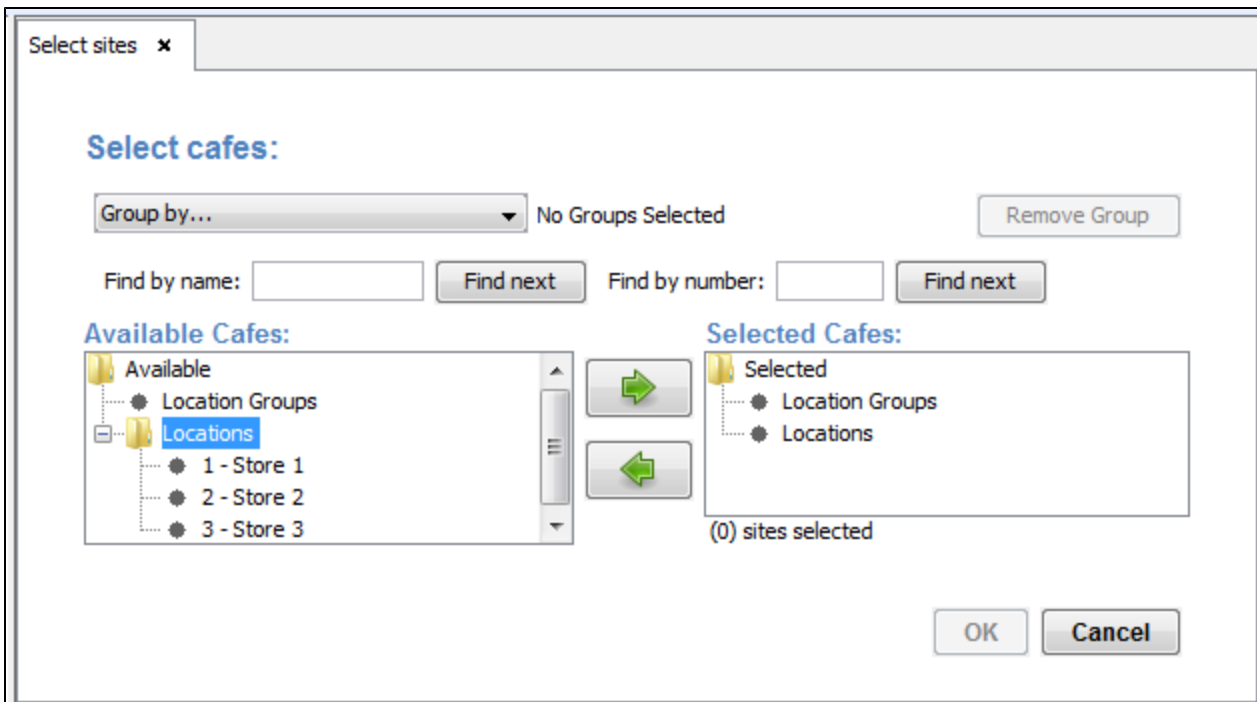 Select sites ×
Select cafes:
Group by... No Groups Selected Remove Group
Find by name: Find next Find by number: Find next
Available Cafes: Selected Cafes:
Available Selected
Location Groups Location Groups
Locations Locations
1 - Store 1
2 - Store 2
3 - Store 3
(0) sites selected
OK Cancel